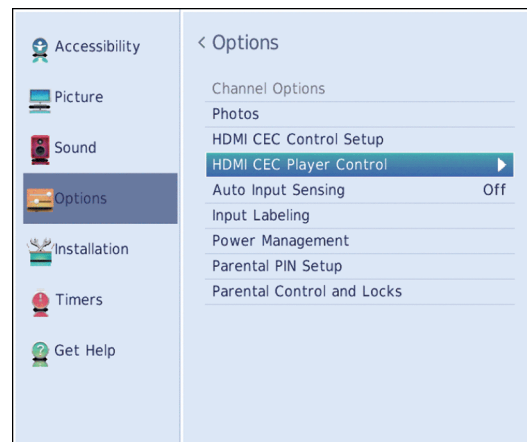 Accessibility
Picture
Sound
Options
Installation
Timers
Get Help
< Options
Channel Options
Photos
HDMI CEC Control Setup
HDMI CEC Player Control
Auto Input Sensing Off
Input Labeling
Power Management
Parental PIN Setup
Parental Control and Locks